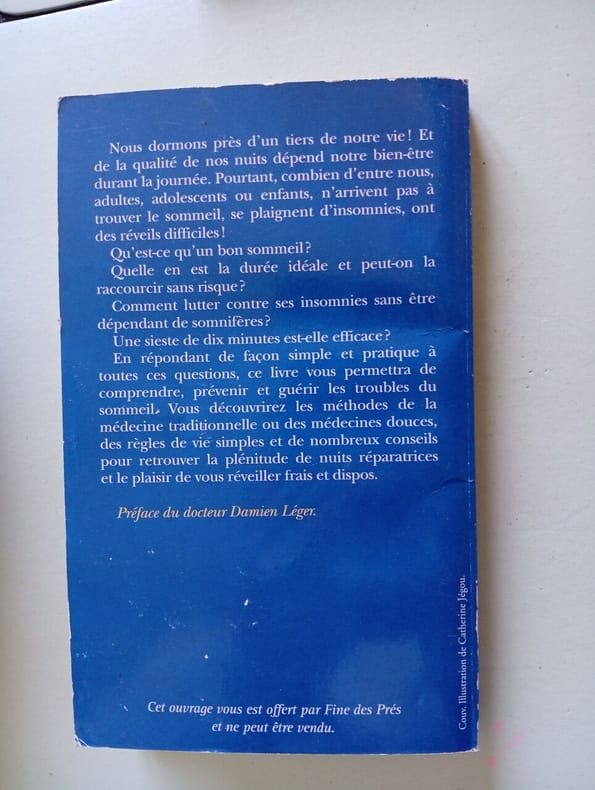 Nous dormons près d'un tiers de notre vie! Et
de la qualité de nos nuits dépend notre bien-être
durant la journée. Pourtant, combien d'entre nous,
adultes, adolescents ou enfants, n'arrivent pas à
trouver le sommeil, se plaignent d'insomnies, ont
des réveils difficiles!
Qu'est-ce qu'un bon sommeil?
Quelle en est la durée idéale et peut-on la
raccourcir sans risque?
Comment lutter contre ses insomnies sans être
dépendant de somnifères?
Une sieste de dix minutes est-elle efficace?
En répondant de façon simple et pratique à
toutes ces questions, ce livre vous permettra de
comprendre, prévenir et guérir les troubles du
sommeil. Vous découvrirez les méthodes de la
médecine traditionnelle ou des médecines douces,
des règles de vie simples et de nombreux conseils
pour retrouver la plénitude de nuits réparatrices
et le plaisir de vous réveiller frais et dispos.
Préface du docteur Damien Léger.
Couv. Illustration de Catherine Jégou.
Cet ouvrage vous est offert par Fine des Prés
et ne peut être vendu.